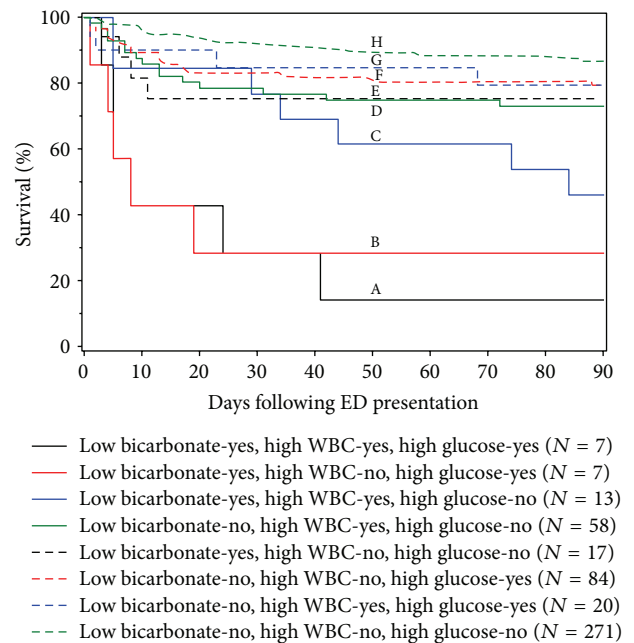 100
80
60
40
20
0
Survival (%)
H
G
F
E
D
C
B
A
0 10 20 30 40 50 60 70 80 90
Days following ED presentation
Low bicarbonate-yes, high WBC-yes, high glucose-yes (N = 7)
Low bicarbonate-yes, high WBC-no, high glucose-yes (N = 7)
Low bicarbonate-yes, high WBC-yes, high glucose-no (N = 13)
Low bicarbonate-no, high WBC-yes, high glucose-no (N = 58)
Low bicarbonate-yes, high WBC-no, high glucose-no (N = 17)
Low bicarbonate-no, high WBC-no, high glucose-yes (N = 84)
Low bicarbonate-no, high WBC-yes, high glucose-yes (N = 20)
Low bicarbonate-no, high WBC-no, high glucose-no (N = 271)